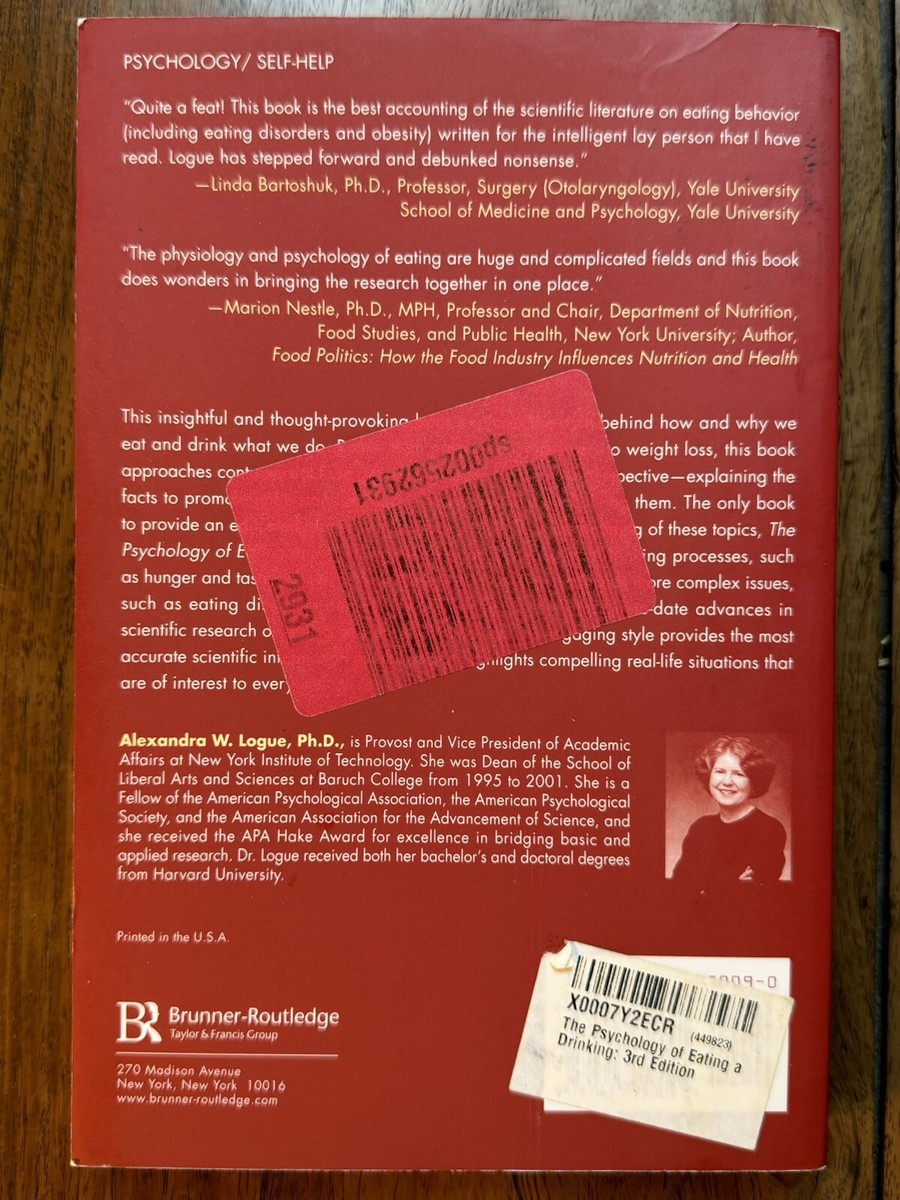 PSYCHOLOGY/ SELF-HELP
"Quite a feat! This book is the best accounting of the scientific literature on eating behavior
(including eating disorders and obesity) written for the intelligent lay person that I have
read. Logue has stepped forward and debunked nonsense."
—Linda Bartoshuk, Ph.D., Professor, Surgery (Otolaryngology), Yale University
School of Medicine and Psychology, Yale University
"The physiology and psychology of eating are huge and complicated fields and this book
does wonders in bringing the research together in one place."
—Marion Nestle, Ph.D., MPH, Professor and Chair, Department of Nutrition,
Food Studies, and Public Health, New York University; Author,
Food Politics: How the Food Industry Influences Nutrition and Health
This insightful and thought-provoking behind how and why we
eat and drink what we do. weight loss, this book
approaches explaining the
facts to them. The only book
to provide an of these topics, The
Psychology of processes, such
as hunger and complex issues,
such as eating advances in
scientific research style provides the most
accurate scientific compelling real-life situations that
are of interest to
sp002562931
2931
Alexandra W. Logue, Ph.D., is Provost and Vice President of Academic
Affairs at New York Institute of Technology. She was Dean of the School of
Liberal Arts and Sciences at Baruch College from 1995 to 2001. She is a
Fellow of the American Psychological Association, the American Psychological
Society, and the American Association for the Advancement of Science, and
she received the APA Hake Award for excellence in bridging basic and
applied research. Dr. Logue received both her bachelor's and doctoral degrees
from Harvard University.
Printed in the U.S.A.
BR Brunner-Routledge
Taylor & Francis Group
270 Madison Avenue
New York, New York 10016
www.brunner-routledge.com
X0007Y2ECR (449823)
The Psychology of Eating a
Drinking: 3rd Edition